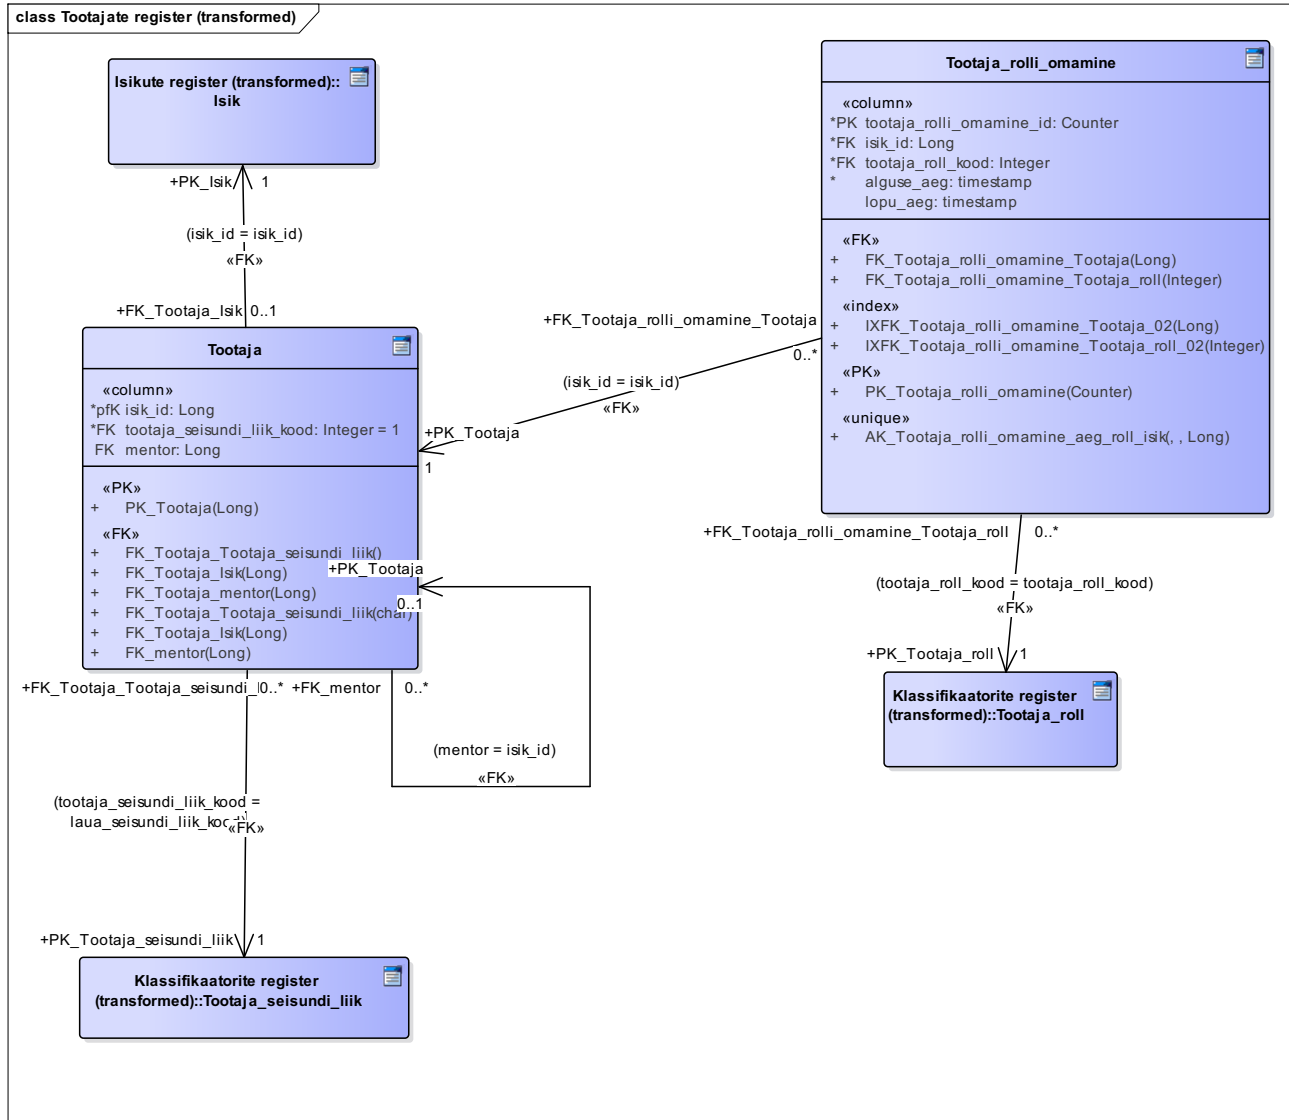 class Tootajate register (transformed)
Isikute register (transformed)::
Isik
+PK_Isik
1
(isik_id = isik_id)
«FK»
+FK_Tootaja_Isik
0..1
Tootaja
«column»
*pfK isik_id: Long
*FK tootaja_seisundi_liik_kood: Integer = 1
FK mentor: Long
«PK»
+ PK_Tootaja(Long)
«FK»
+ FK_Tootaja_Tootaja_seisundi_liik()
+ FK_Tootaja_Isik(Long)
+ FK_Tootaja_mentor(Long)
+ FK_Tootaja_Tootaja_seisundi_liik(char)
+ FK_Tootaja_Isik(Long)
+ FK_mentor(Long)
+PK_Tootaja
0..1
+FK_mentor
0..*
(mentor = isik_id)
«FK»
+FK_Tootaja_Tootaja_seisundi_
0..*
(tootaja_seisundi_liik_kood =
laua_seisundi_liik_kood)
«FK»
+PK_Tootaja_seisundi_liik
1
Klassifikaatorite register
(transformed)::Tootaja_seisundi_liik
Tootaja_rolli_omamine
«column»
*PK tootaja_rolli_omamine_id: Counter
*FK isik_id: Long
*FK tootaja_roll_kood: Integer
* alguse_aeg: timestamp
lopu_aeg: timestamp
«FK»
+ FK_Tootaja_rolli_omamine_Tootaja(Long)
+ FK_Tootaja_rolli_omamine_Tootaja_roll(Integer)
«index»
+ IXFK_Tootaja_rolli_omamine_Tootaja_02(Long)
+ IXFK_Tootaja_rolli_omamine_Tootaja_roll_02(Integer)
«PK»
+ PK_Tootaja_rolli_omamine(Counter)
«unique»
+ AK_Tootaja_rolli_omamine_aeg_roll_isik(, , Long)
+FK_Tootaja_rolli_omamine_Tootaja
0..*
(isik_id = isik_id)
«FK»
+PK_Tootaja
1
+FK_Tootaja_rolli_omamine_Tootaja_roll
0..*
(tootaja_roll_kood = tootaja_roll_kood)
«FK»
+PK_Tootaja_roll
1
Klassifikaatorite register
(transformed)::Tootaja_roll